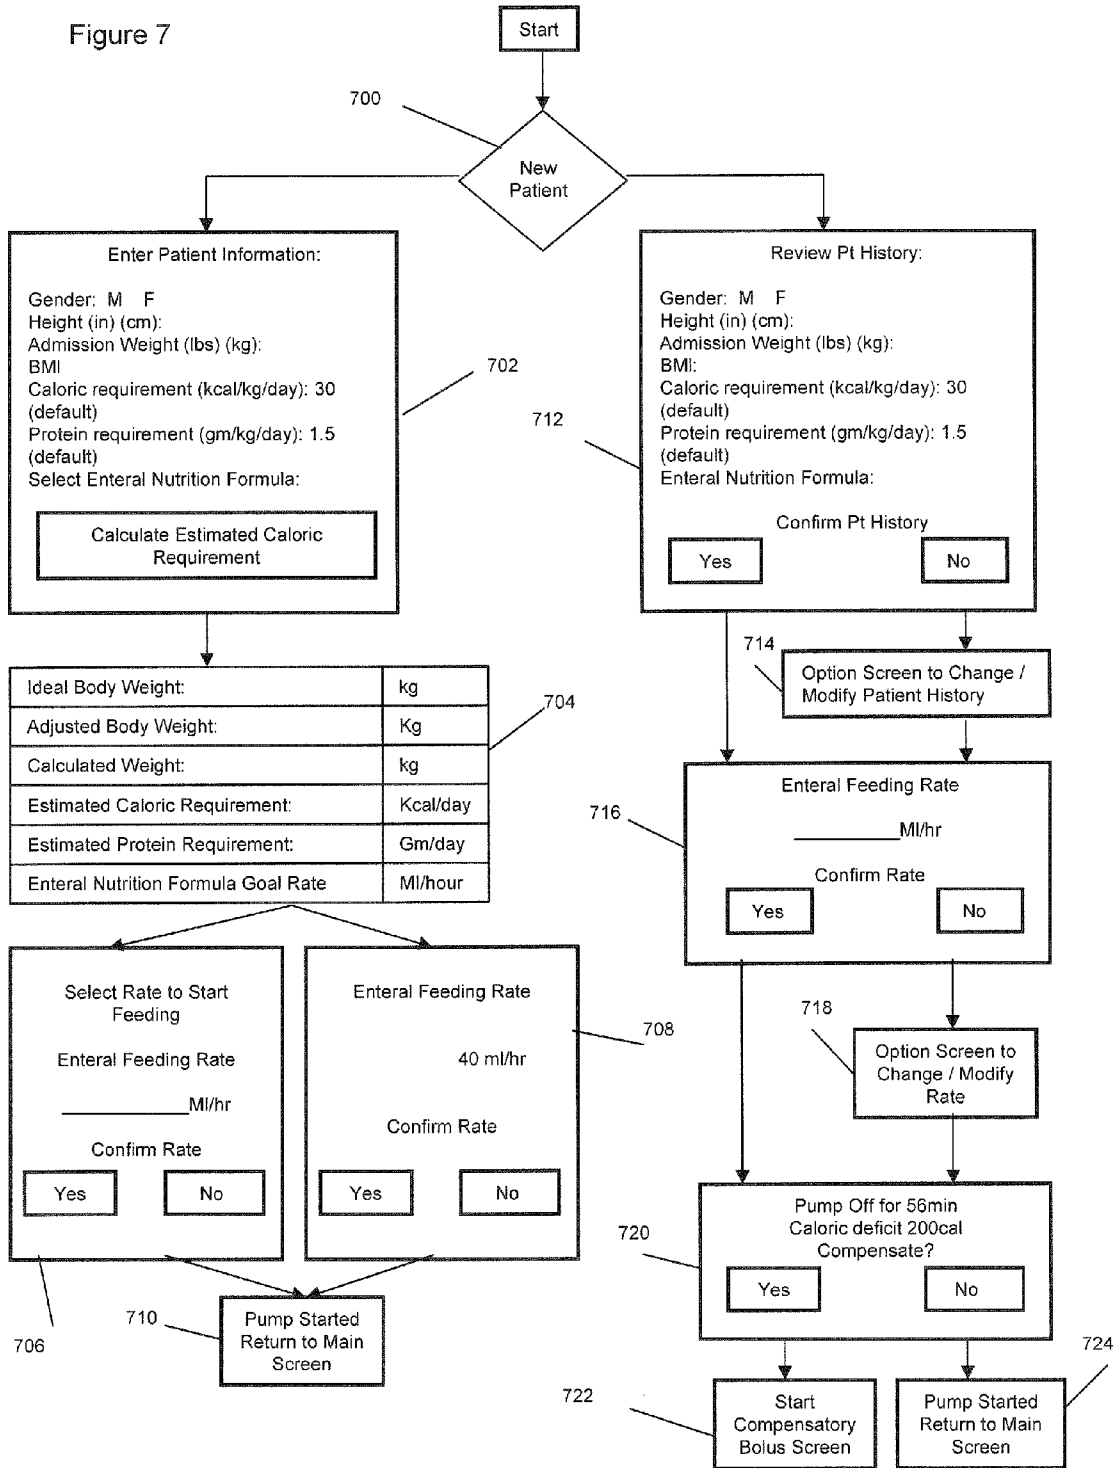 Figure 7
Start
700
New
Patient
Enter Patient Information:
Gender: M F
Height (in) (cm):
Admission Weight (lbs) (kg):
BMI
Caloric requirement (kcal/kg/day): 30
(default)
Protein requirement (gm/kg/day): 1.5
(default)
Select Enteral Nutrition Formula:
Calculate Estimated Caloric
Requirement
702
Review Pt History:
Gender: M F
Height (in) (cm):
Admission Weight (lbs) (kg):
BMI:
Caloric requirement (kcal/kg/day): 30
(default)
Protein requirement (gm/kg/day): 1.5
(default)
Enteral Nutrition Formula:
Confirm Pt History
Yes No
712
714
Option Screen to Change /
Modify Patient History
Ideal Body Weight: kg
Adjusted Body Weight: Kg
Calculated Weight: kg
Estimated Caloric Requirement: Kcal/day
Estimated Protein Requirement: Gm/day
Enteral Nutrition Formula Goal Rate Ml/hour
704
Enteral Feeding Rate
__________Ml/hr
Confirm Rate
Yes No
716
Select Rate to Start
Feeding
Enteral Feeding Rate
____________Ml/hr
Confirm Rate
Yes No
706
Enteral Feeding Rate
40 ml/hr
Confirm Rate
Yes No
708
718
Option Screen to
Change / Modify
Rate
710
Pump Started
Return to Main
Screen
720
Pump Off for 56min
Caloric deficit 200cal
Compensate?
Yes No
722
Start
Compensatory
Bolus Screen
Pump Started
Return to Main
Screen
724